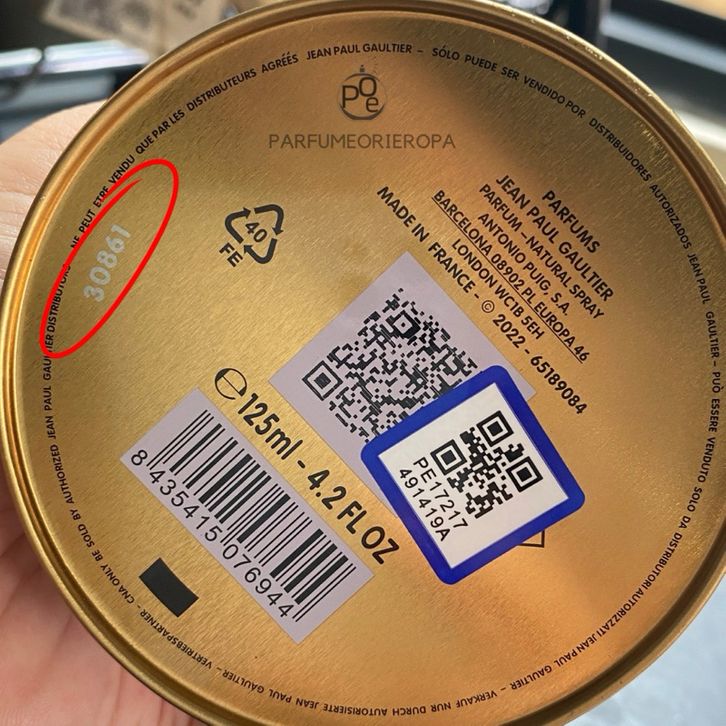 NE PEUT ETRE VENDU QUE PAR LES DISTRIBUTEURS AGRÉÉS JEAN PAUL GAULTIER – SÓLO PUEDE SER VENDIDO POR DISTRIBUIDORES AUTORIZADOS JEAN PAUL GAULTIER – PUÒ ESSERE VENDUTO SOLO DA DISTRIBUTORI AUTORIZZATI JEAN PAUL GAULTIER – VERKAUF NUR DURCH AUTORISIERTE JEAN PAUL GAULTIER – VERTRIEBSPARTNER – CNA ONLY BE SOLD BY AUTHORIZED JEAN PAUL GAULTIER DISTRIBUTORS
POe
PARFUMEORIEROPA
30861
40
FE
PARFUMS
JEAN PAUL GAULTIER
PARFUM – NATURAL SPRAY
ANTONIO PUIG, S.A.
BARCELONA 08902 PL EUROPA 46
LONDON WC1B 5EH
MADE IN FRANCE - © 2022 - 65189084
e 125ml - 4.2 FL OZ
PE17217
491419A
8 435415 076944